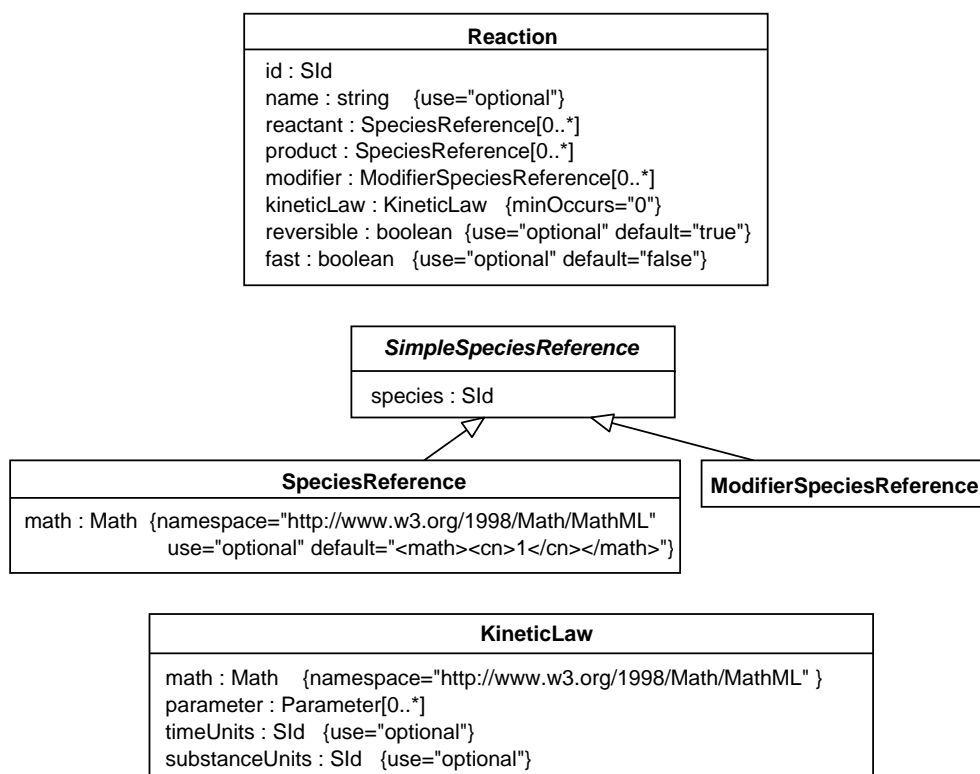 Reaction
id : SId
name : string {use="optional"}
reactant : SpeciesReference[0..*]
product : SpeciesReference[0..*]
modifier : ModifierSpeciesReference[0..*]
kineticLaw : KineticLaw {minOccurs="0"}
reversible : boolean {use="optional" default="true"}
fast : boolean {use="optional" default="false"}
SimpleSpeciesReference
species : SId
SpeciesReference
math : Math {namespace="http://www.w3.org/1998/Math/MathML"
use="optional" default="<math><cn>1</cn></math>"}
ModifierSpeciesReference
KineticLaw
math : Math {namespace="http://www.w3.org/1998/Math/MathML" }
parameter : Parameter[0..*]
timeUnits : SId {use="optional"}
substanceUnits : SId {use="optional"}